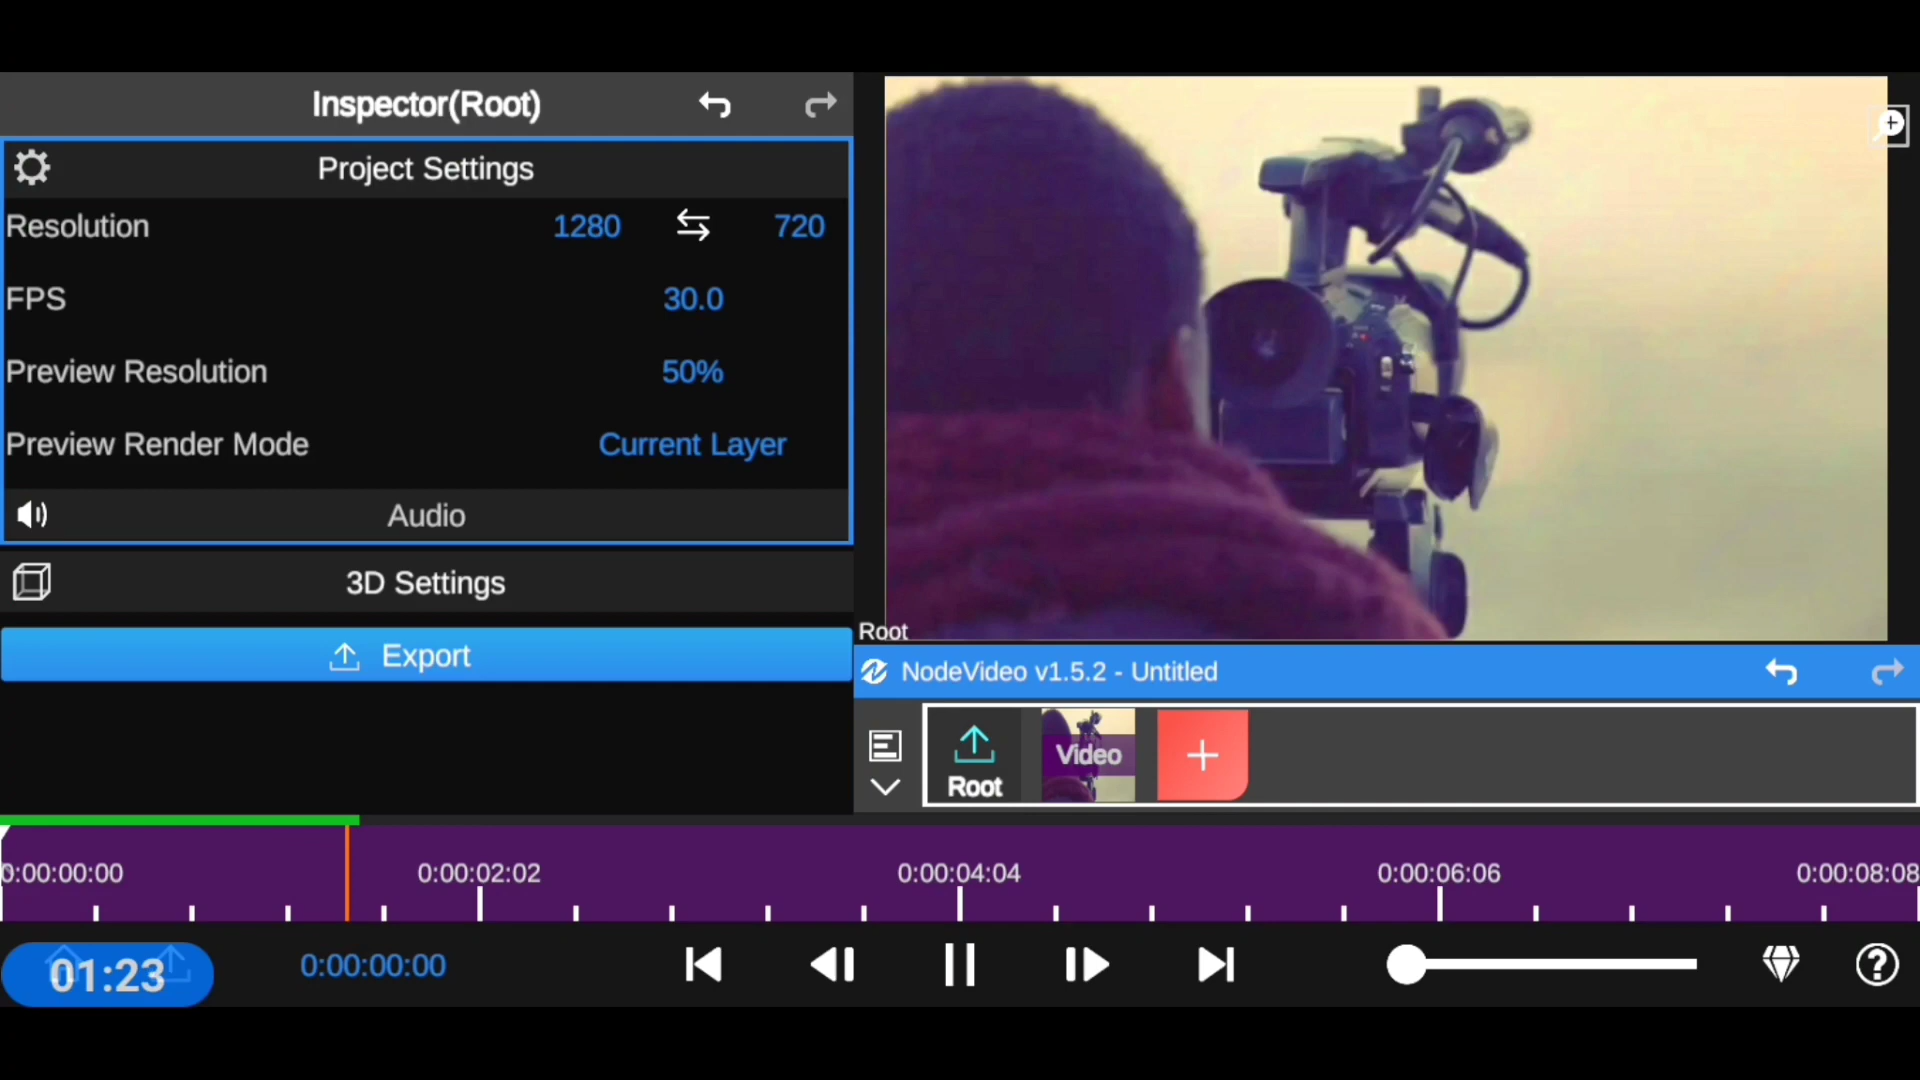 Inspector(Root)
Project Settings
Resolution 1280 720
FPS 30.0
Preview Resolution 50%
Preview Render Mode Current Layer
Audio
3D Settings
Export
Root
NodeVideo v1.5.2 - Untitled
Root Video
0:00:00:00 0:00:02:02 0:00:04:04 0:00:06:06 0:00:08:08
01:23 0:00:00:00